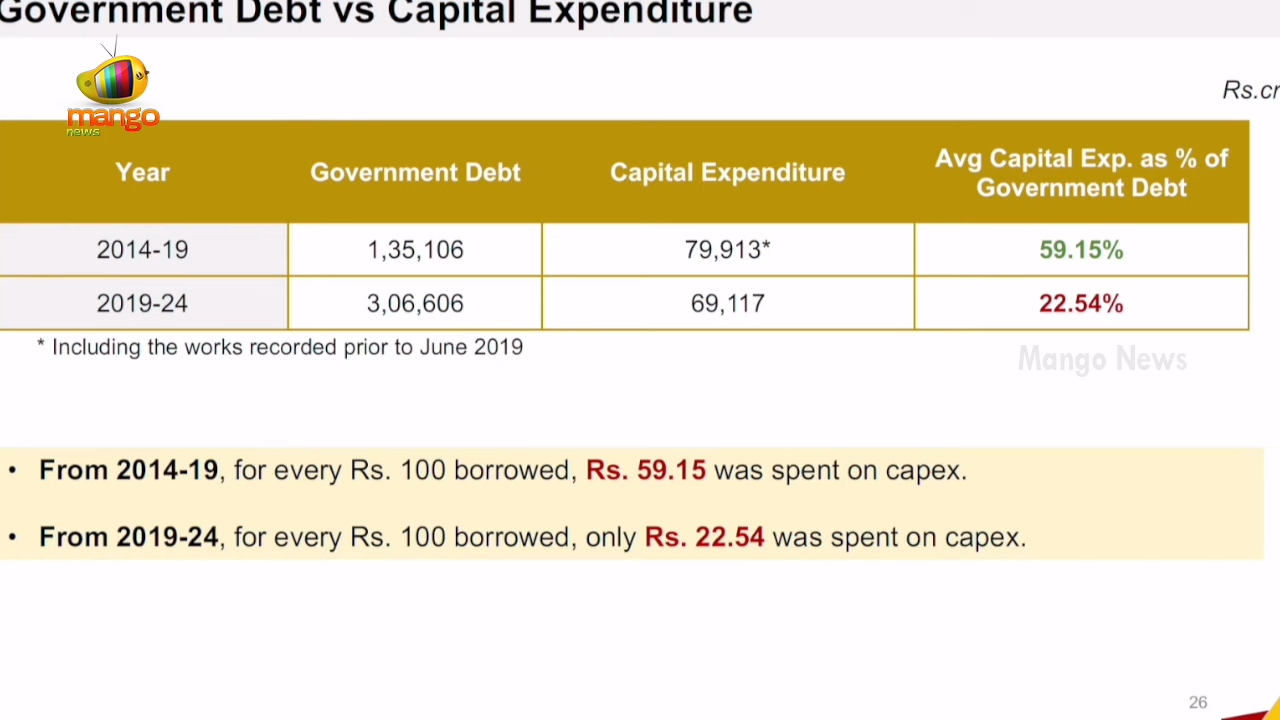 Government Debt vs Capital Expenditure
mango
news
Rs.cr
Year Government Debt Capital Expenditure Avg Capital Exp. as % of Government Debt
2014-19 1,35,106 79,913* 59.15%
2019-24 3,06,606 69,117 22.54%
* Including the works recorded prior to June 2019
Mango News
• From 2014-19, for every Rs. 100 borrowed, Rs. 59.15 was spent on capex.
• From 2019-24, for every Rs. 100 borrowed, only Rs. 22.54 was spent on capex.
26